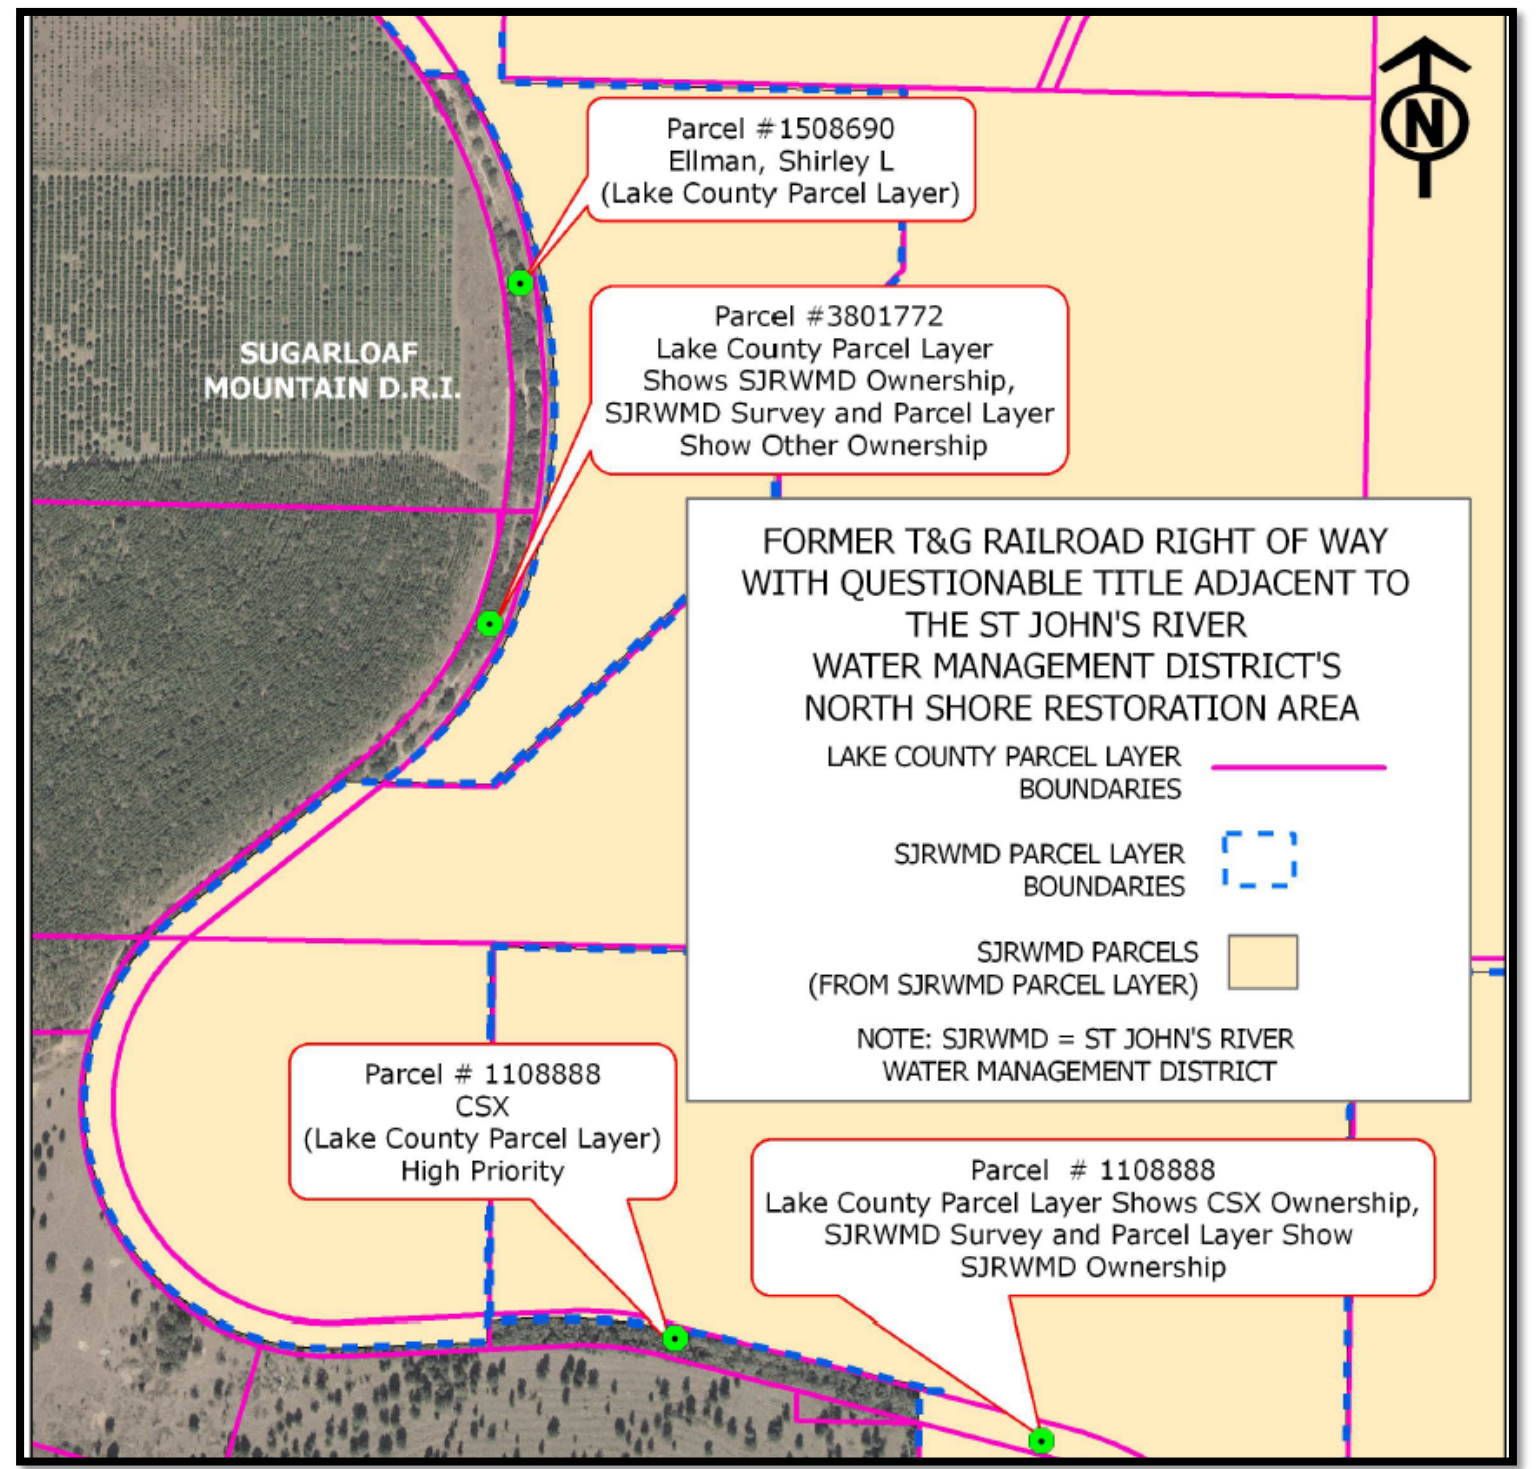 N
Parcel #1508690
Ellman, Shirley L
(Lake County Parcel Layer)
Parcel #3801772
Lake County Parcel Layer
Shows SJRWMD Ownership,
SJRWMD Survey and Parcel Layer
Show Other Ownership
SUGARLOAF
MOUNTAIN D.R.I.
FORMER T&G RAILROAD RIGHT OF WAY
WITH QUESTIONABLE TITLE ADJACENT TO
THE ST JOHN'S RIVER
WATER MANAGEMENT DISTRICT'S
NORTH SHORE RESTORATION AREA
LAKE COUNTY PARCEL LAYER
BOUNDARIES
SJRWMD PARCEL LAYER
BOUNDARIES
SJRWMD PARCELS
(FROM SJRWMD PARCEL LAYER)
NOTE: SJRWMD = ST JOHN'S RIVER
WATER MANAGEMENT DISTRICT
Parcel # 1108888
CSX
(Lake County Parcel Layer)
High Priority
Parcel # 1108888
Lake County Parcel Layer Shows CSX Ownership,
SJRWMD Survey and Parcel Layer Show
SJRWMD Ownership